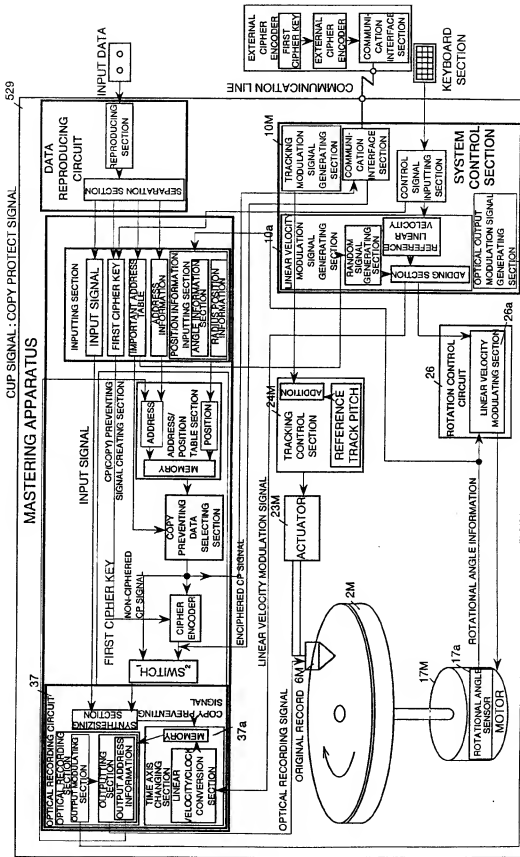 CUP SIGNAL : COPY PROTECT SIGNAL
529
MASTERING APPARATUS
INPUT DATA
DATA
REPRODUCING
CIRCUIT
REPRODUCING
SECTION
SEPARATION SECTION
EXTERNAL CIPHER
ENCODER
FIRST
CIPHER KEY
EXTERNAL
CIPHER
ENCODER
COMMUNI-
CATION
INTERFACE
SECTION
COMMUNICATION LINE
KEYBOARD
SECTION
INPUTTING SECTION
INPUT SIGNAL
FIRST CIPHER KEY
IMPORTANT ADDRESS
TABLE
ADDRESS
INFORMATION
POSITION INFORMATION
INPUTTING SECTION
ANGLE INFORMATION
SECTION
RADIUS POSITION
INFORMATION
10M
TRACKING
MODULATION
SIGNAL
GENERATING
SECTION
COMMUNI-
CATION
INTERFACE
SECTION
SYSTEM
CONTROL
SECTION
CONTROL SIGNAL
INPUTTING
SECTION
10a
LINEAR VELOCITY
MODULATION
SIGNAL
GENERATING
SECTION
RANDOM SIGNAL
GENERATING
SECTION
REFERENCE
LINEAR
VELOCITY
ADDING SECTION
OPTICAL OUTPUT
MODULATION SIGNAL
GENERATING
SECTION
INPUT SIGNAL
CP(COPY) PREVENTING
SIGNAL CREATING SECTION
ADDRESS
ADDRESS/
POSITION
TABLE SECTION
POSITION
MEMORY
COPY
PREVENTING
DATA
SELECTING
SECTION
FIRST CIPHER KEY
NON-CIPHERED
CP SIGNAL
CIPHER
ENCODER
ENCIPHERED CP SIGNAL
1
SWITCH
2
37
OPTICAL RECORDING CIRCUIT
OPTICAL RECORDING
SECTION
OUTPUT MODULATING
SECTION
OUTPUTTING
SECTION
OUTPUT ADDRESS
INFORMATION
SYNTHESIZING
SECTION
COPY PREVENTING
SIGNAL
37a
TIME AXIS
CHANGING SECTION
MEMORY
LINEAR
VELOCITY/CLOCK
CONVERSION
SECTION
LINEAR VELOCITY MODULATION SIGNAL
24M
TRACKING
CONTROL
SECTION
ADDITION
REFERENCE
TRACK PITCH
23M
ACTUATOR
26
ROTATION CONTROL
CIRCUIT
26a
LINEAR VELOCITY
MODULATING SECTION
OPTICAL RECORDING SIGNAL
ORIGINAL RECORD
6M
2M
ROTATIONAL ANGLE INFORMATION
17M
17a
ROTATIONAL ANGLE
SENSOR
MOTOR